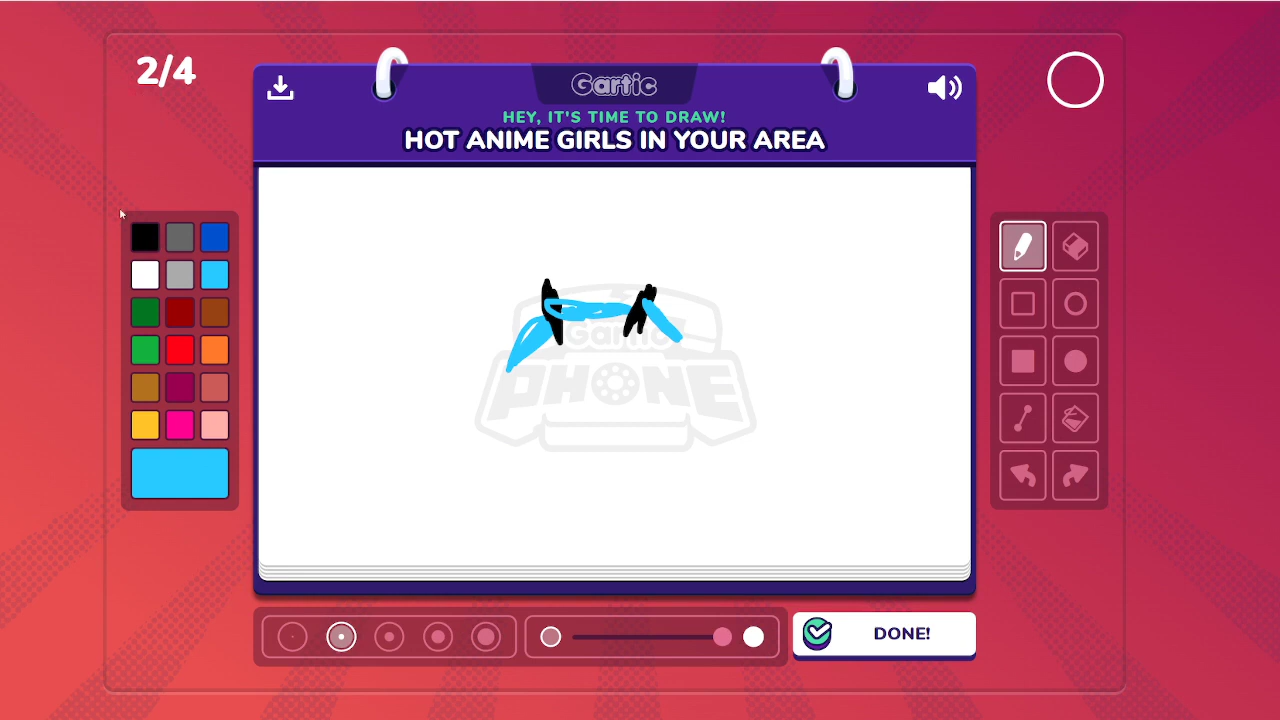 2/4
Gartic
HEY, IT'S TIME TO DRAW!
HOT ANIME GIRLS IN YOUR AREA
Gartic
PHONE
DONE!